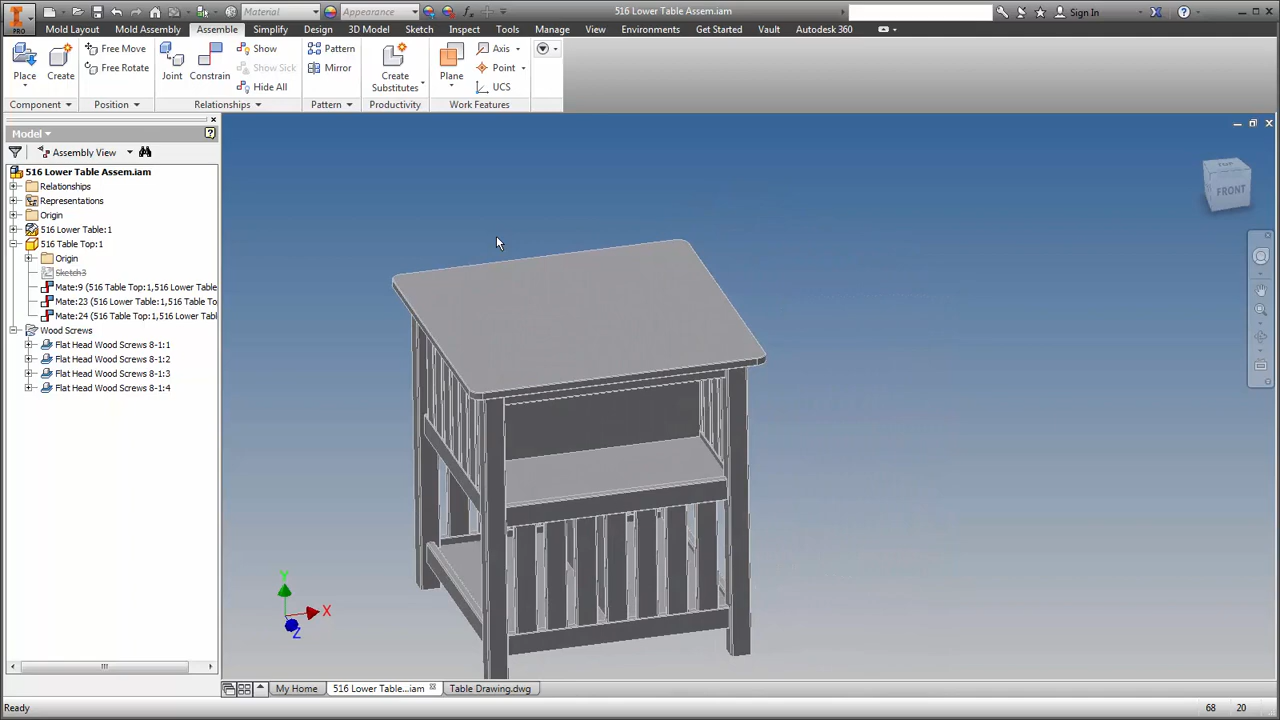 PRO
Material
Appearance
516 Lower Table Assem.iam
Sign In
Mold Layout Mold Assembly Assemble Simplify Design 3D Model Sketch Inspect Tools Manage View Environments Get Started Vault Autodesk 360
Place Create Free Move Joint Constrain Show Pattern Create Substitutes Plane Axis
Free Rotate Show Sick Mirror Point
Hide All UCS
Component Position Relationships Pattern Productivity Work Features
Model
Assembly View
516 Lower Table Assem.iam
Relationships
Representations
Origin
516 Lower Table:1
516 Table Top:1
Origin
Sketch3
Mate:9 (516 Table Top:1,516 Lower Table
Mate:23 (516 Lower Table:1,516 Table To
Mate:24 (516 Table Top:1,516 Lower Tabl
Wood Screws
Flat Head Wood Screws 8-1:1
Flat Head Wood Screws 8-1:2
Flat Head Wood Screws 8-1:3
Flat Head Wood Screws 8-1:4
TOP
FRONT
Y
X
Z
My Home 516 Lower Table...iam Table Drawing.dwg
Ready 68 20